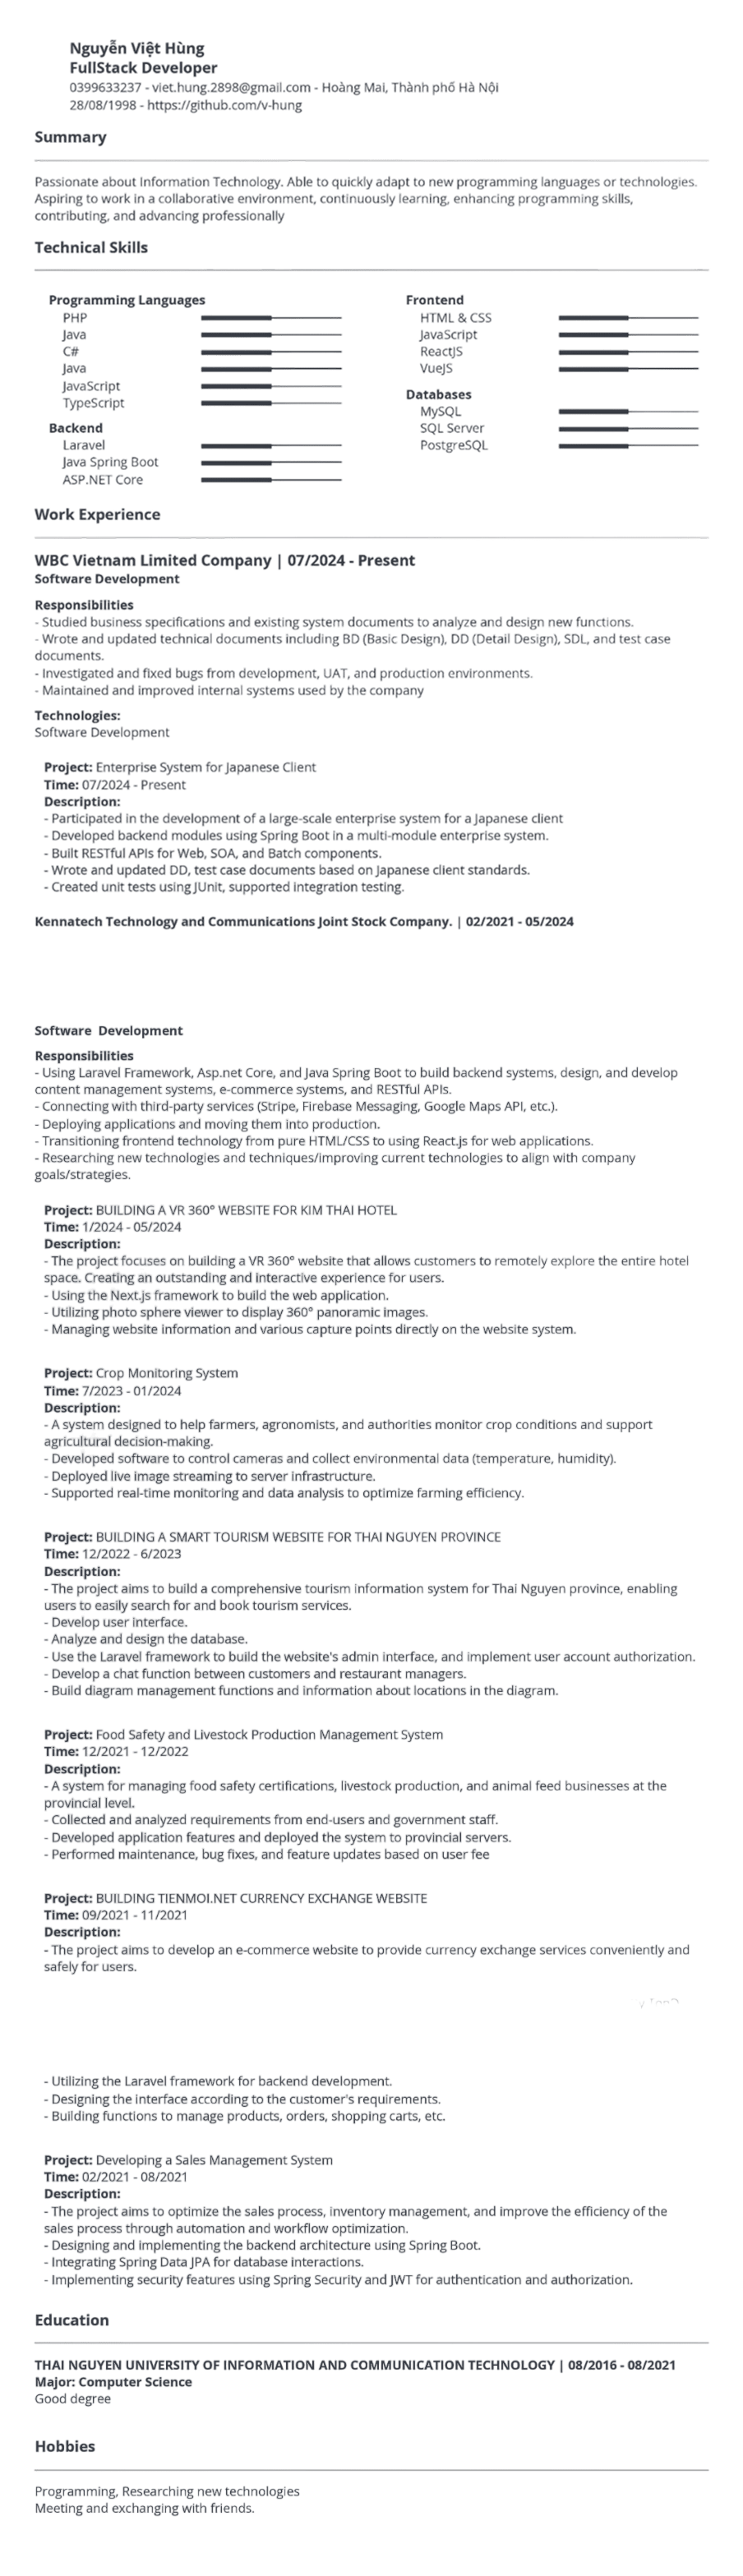 Nguyễn Việt Hùng
FullStack Developer
0399633237 - viet.hung.2898@gmail.com - Hoàng Mai, Thành phố Hà Nội
28/08/1998 - https://github.com/v-hung
Summary
Passionate about Information Technology. Able to quickly adapt to new programming languages or technologies.
Aspiring to work in a collaborative environment, continuously learning, enhancing programming skills,
contributing, and advancing professionally
Technical Skills
Programming Languages
PHP
Java
C#
Java
JavaScript
TypeScript
Backend
Laravel
Java Spring Boot
ASP.NET Core
Frontend
HTML & CSS
JavaScript
ReactJS
VueJS
Databases
MySQL
SQL Server
PostgreSQL
Work Experience
WBC Vietnam Limited Company | 07/2024 - Present
Software Development
Responsibilities
- Studied business specifications and existing system documents to analyze and design new functions.
- Wrote and updated technical documents including BD (Basic Design), DD (Detail Design), SDL, and test case
documents.
- Investigated and fixed bugs from development, UAT, and production environments.
- Maintained and improved internal systems used by the company
Technologies:
Software Development
Project: Enterprise System for Japanese Client
Time: 07/2024 - Present
Description:
- Participated in the development of a large-scale enterprise system for a Japanese client
- Developed backend modules using Spring Boot in a multi-module enterprise system.
- Built RESTful APIs for Web, SOA, and Batch components.
- Wrote and updated DD, test case documents based on Japanese client standards.
- Created unit tests using JUnit, supported integration testing.
Kennatech Technology and Communications Joint Stock Company. | 02/2021 - 05/2024
Software  Development
Responsibilities
- Using Laravel Framework, Asp.net Core, and Java Spring Boot to build backend systems, design, and develop
content management systems, e-commerce systems, and RESTful APIs.
- Connecting with third-party services (Stripe, Firebase Messaging, Google Maps API, etc.).
- Deploying applications and moving them into production.
- Transitioning frontend technology from pure HTML/CSS to using React.js for web applications.
- Researching new technologies and techniques/improving current technologies to align with company
goals/strategies.
Project: BUILDING A VR 360° WEBSITE FOR KIM THAI HOTEL
Time: 1/2024 - 05/2024
Description:
- The project focuses on building a VR 360° website that allows customers to remotely explore the entire hotel
space. Creating an outstanding and interactive experience for users.
- Using the Next.js framework to build the web application.
- Utilizing photo sphere viewer to display 360° panoramic images.
- Managing website information and various capture points directly on the website system.
Project: Crop Monitoring System
Time: 7/2023 - 01/2024
Description:
- A system designed to help farmers, agronomists, and authorities monitor crop conditions and support
agricultural decision-making.
- Developed software to control cameras and collect environmental data (temperature, humidity).
- Deployed live image streaming to server infrastructure.
- Supported real-time monitoring and data analysis to optimize farming efficiency.
Project: BUILDING A SMART TOURISM WEBSITE FOR THAI NGUYEN PROVINCE
Time: 12/2022 - 6/2023
Description:
- The project aims to build a comprehensive tourism information system for Thai Nguyen province, enabling
users to easily search for and book tourism services.
- Develop user interface.
- Analyze and design the database.
- Use the Laravel framework to build the website's admin interface, and implement user account authorization.
- Develop a chat function between customers and restaurant managers.
- Build diagram management functions and information about locations in the diagram.
Project: Food Safety and Livestock Production Management System
Time: 12/2021 - 12/2022
Description:
- A system for managing food safety certifications, livestock production, and animal feed businesses at the
provincial level.
- Collected and analyzed requirements from end-users and government staff.
- Developed application features and deployed the system to provincial servers.
- Performed maintenance, bug fixes, and feature updates based on user fee
Project: BUILDING TIENMOI.NET CURRENCY EXCHANGE WEBSITE
Time: 09/2021 - 11/2021
Description:
- The project aims to develop an e-commerce website to provide currency exchange services conveniently and
safely for users.
- Utilizing the Laravel framework for backend development.
- Designing the interface according to the customer's requirements.
- Building functions to manage products, orders, shopping carts, etc.
Project: Developing a Sales Management System
Time: 02/2021 - 08/2021
Description:
- The project aims to optimize the sales process, inventory management, and improve the efficiency of the
sales process through automation and workflow optimization.
- Designing and implementing the backend architecture using Spring Boot.
- Integrating Spring Data JPA for database interactions.
- Implementing security features using Spring Security and JWT for authentication and authorization.
Education
THAI NGUYEN UNIVERSITY OF INFORMATION AND COMMUNICATION TECHNOLOGY | 08/2016 - 08/2021
Major: Computer Science
Good degree
Hobbies
Programming, Researching new technologies
Meeting and exchanging with friends.